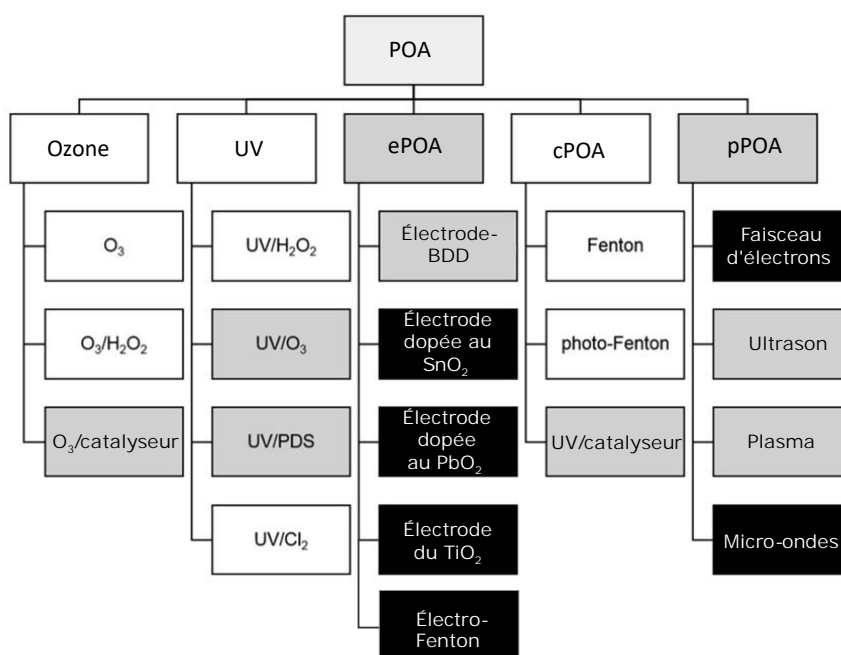 POA
Ozone
UV
ePOA
cPOA
pPOA
O₃
UV/H₂O₂
Électrode-
BDD
Fenton
Faisceau
d'électrons
O₃/H₂O₂
UV/O₃
Électrode
dopée au
SnO₂
photo-Fenton
Ultrason
O₃/catalyseur
UV/PDS
Électrode
dopée
au PbO₂
UV/catalyseur
Plasma
UV/Cl₂
Électrode
du TiO₂
Micro-ondes
Électro-
Fenton